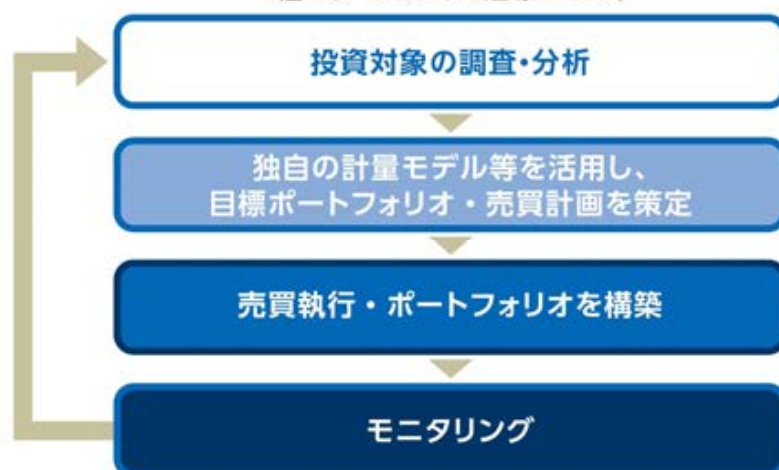 投資対象の調査・分析
独自の計量モデル等を活用し、
目標ポートフォリオ・売買計画を策定
売買執行・ポートフォリオを構築
モニタリング